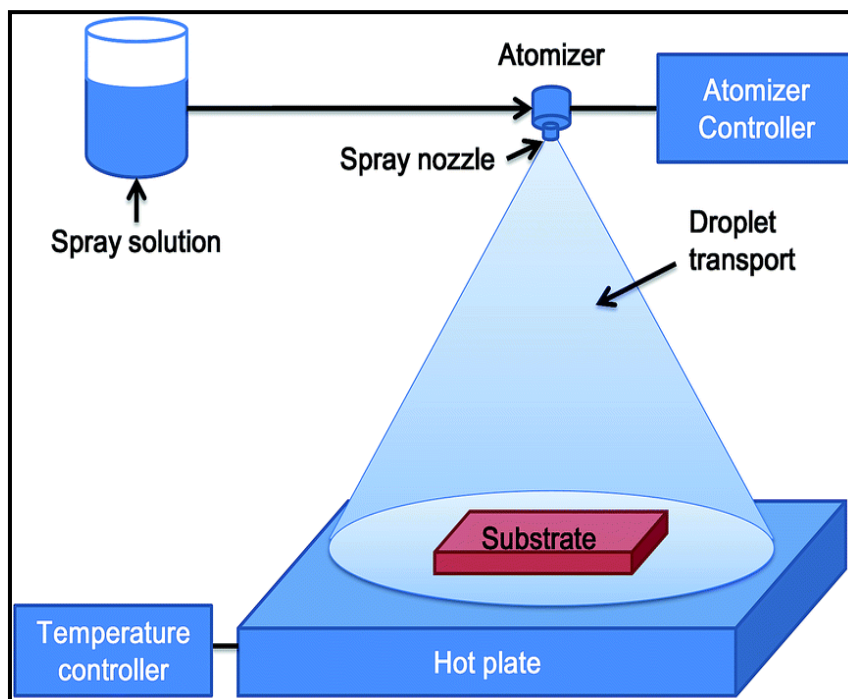 Atomizer
Atomizer
Controller
Spray nozzle
Spray solution
Droplet
transport
Substrate
Temperature
controller
Hot plate